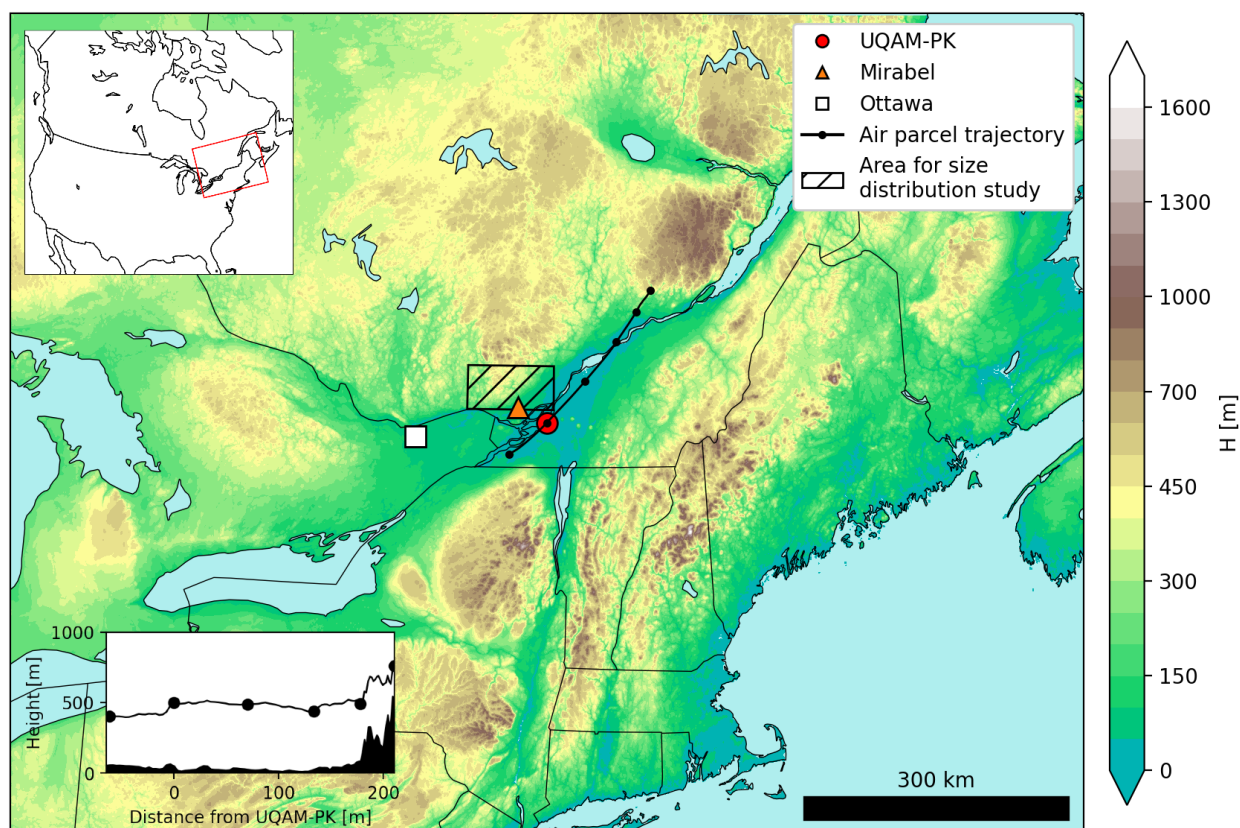 UQAM-PK
Mirabel
Ottawa
Air parcel trajectory
Area for size
distribution study
1600
1300
1000
700
450
300
150
0
H [m]
1000
500
0
Height [m]
0
100
200
Distance from UQAM-PK [m]
300 km